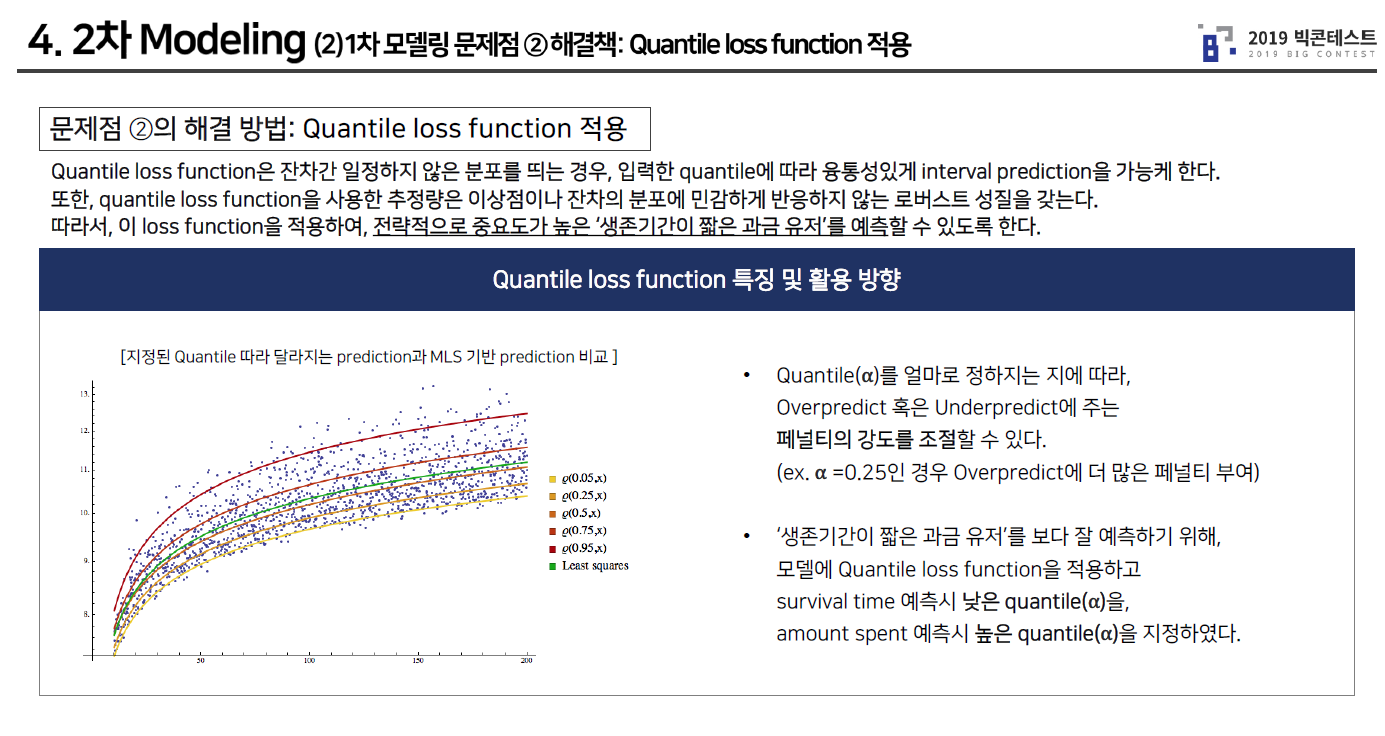 4. 2차 Modeling (2)1차 모델링 문제점 ② 해결책: Quantile loss function 적용
2019 빅콘테스트
2019 BIG CONTEST
문제점 ②의 해결 방법: Quantile loss function 적용
Quantile loss function은 잔차간 일정하지 않은 분포를 띄는 경우, 입력한 quantile에 따라 융통성있게 interval prediction을 가능케 한다.
또한, quantile loss function을 사용한 추정량은 이상점이나 잔차의 분포에 민감하게 반응하지 않는 로버스트 성질을 갖는다.
따라서, 이 loss function을 적용하여, 전략적으로 중요도가 높은 ‘생존기간이 짧은 과금 유저’를 예측할 수 있도록 한다.
Quantile loss function 특징 및 활용 방향
[지정된 Quantile 따라 달라지는 prediction과 MLS 기반 prediction 비교 ]
13.
12.
11.
10.
9.
8.
50 100 150 200
ϱ(0.05,x)
ϱ(0.25,x)
ϱ(0.5,x)
ϱ(0.75,x)
ϱ(0.95,x)
Least squares
• Quantile(α)를 얼마로 정하지는 지에 따라,
Overpredict 혹은 Underpredict에 주는
페널티의 강도를 조절할 수 있다.
(ex. α =0.25인 경우 Overpredict에 더 많은 페널티 부여)
• ‘생존기간이 짧은 과금 유저’를 보다 잘 예측하기 위해,
모델에 Quantile loss function을 적용하고
survival time 예측시 낮은 quantile(α)을,
amount spent 예측시 높은 quantile(α)을 지정하였다.